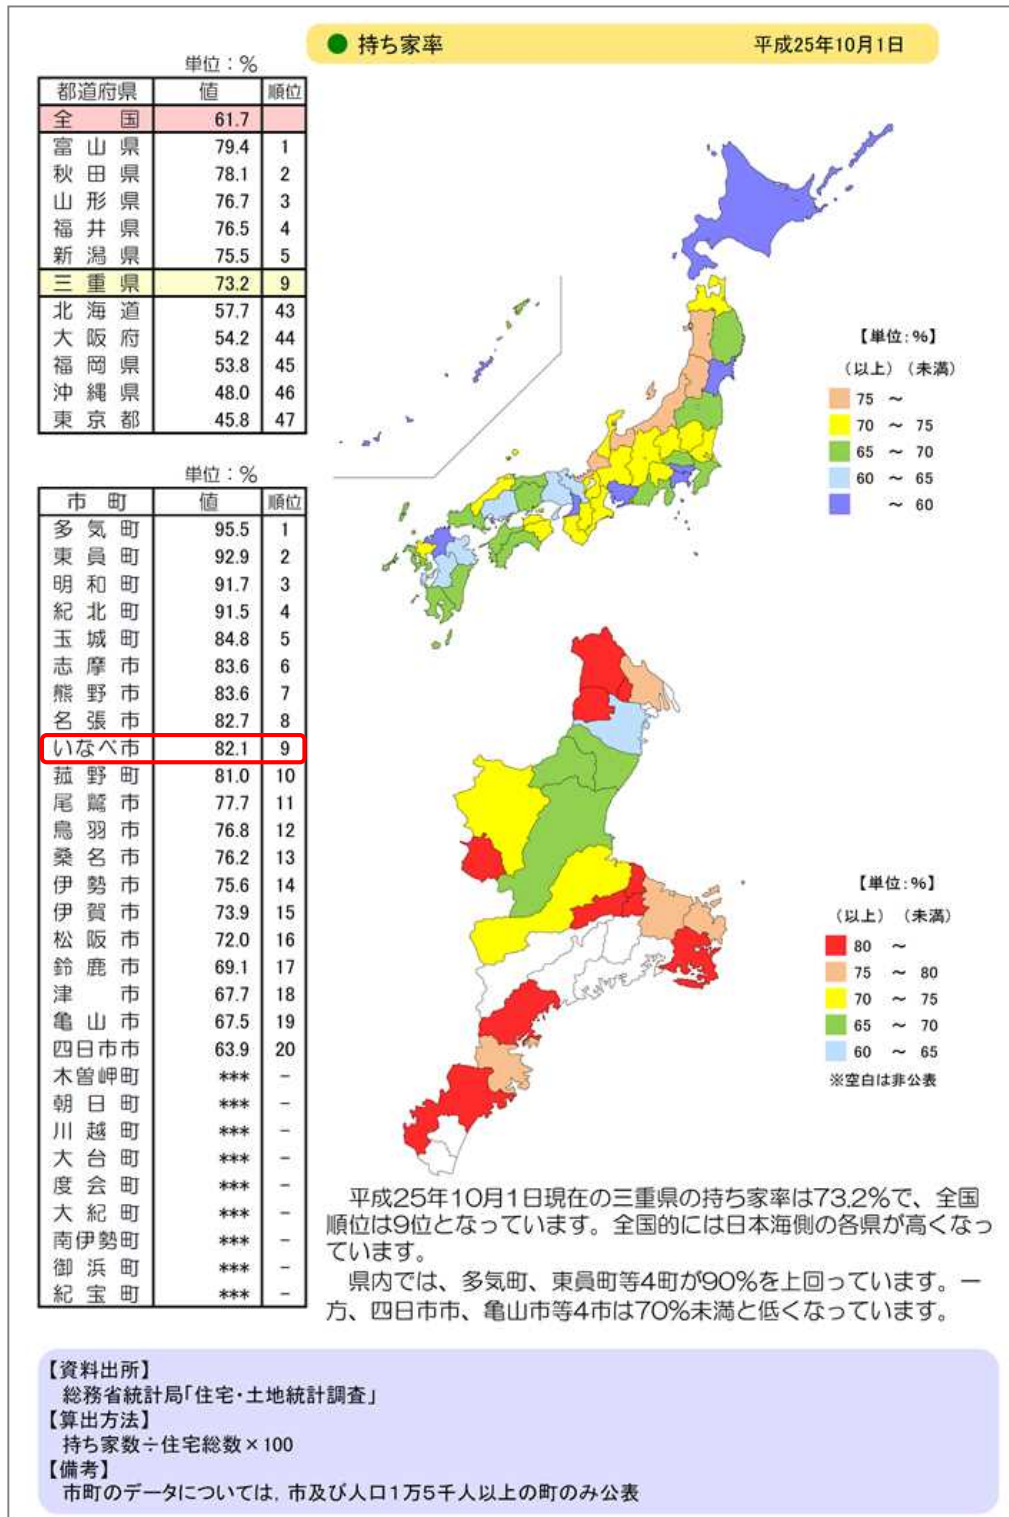 ● 持ち家率 平成25年10月1日
単位：％
都道府県 値 順位
全国 61.7
富山県 79.4 1
秋田県 78.1 2
山形県 76.7 3
福井県 76.5 4
新潟県 75.5 5
三重県 73.2 9
北海道 57.7 43
大阪府 54.2 44
福岡県 53.8 45
沖縄県 48.0 46
東京都 45.8 47
【単位:％】
（以上）（未満）
75 ～
70 ～ 75
65 ～ 70
60 ～ 65
～ 60
単位：％
市町 値 順位
多気町 95.5 1
東員町 92.9 2
明和町 91.7 3
紀北町 91.5 4
玉城町 84.8 5
志摩市 83.6 6
熊野市 83.6 7
名張市 82.7 8
いなべ市 82.1 9
菰野町 81.0 10
尾鷲市 77.7 11
鳥羽市 76.8 12
桑名市 76.2 13
伊勢市 75.6 14
伊賀市 73.9 15
松阪市 72.0 16
鈴鹿市 69.1 17
津市 67.7 18
亀山市 67.5 19
四日市市 63.9 20
木曽岬町 *** －
朝日町 *** －
川越町 *** －
大台町 *** －
度会町 *** －
大紀町 *** －
南伊勢町 *** －
御浜町 *** －
紀宝町 *** －
【単位:％】
（以上）（未満）
80 ～
75 ～ 80
70 ～ 75
65 ～ 70
60 ～ 65
※空白は非公表
平成25年10月1日現在の三重県の持ち家率は73.2％で、全国
順位は9位となっています。全国的には日本海側の各県が高くなっ
ています。
県内では、多気町、東員町等4町が90％を上回っています。一
方、四日市市、亀山市等4市は70％未満と低くなっています。
【資料出所】
総務省統計局「住宅・土地統計調査」
【算出方法】
持ち家数÷住宅総数×100
【備考】
市町のデータについては，市及び人口1万5千人以上の町のみ公表